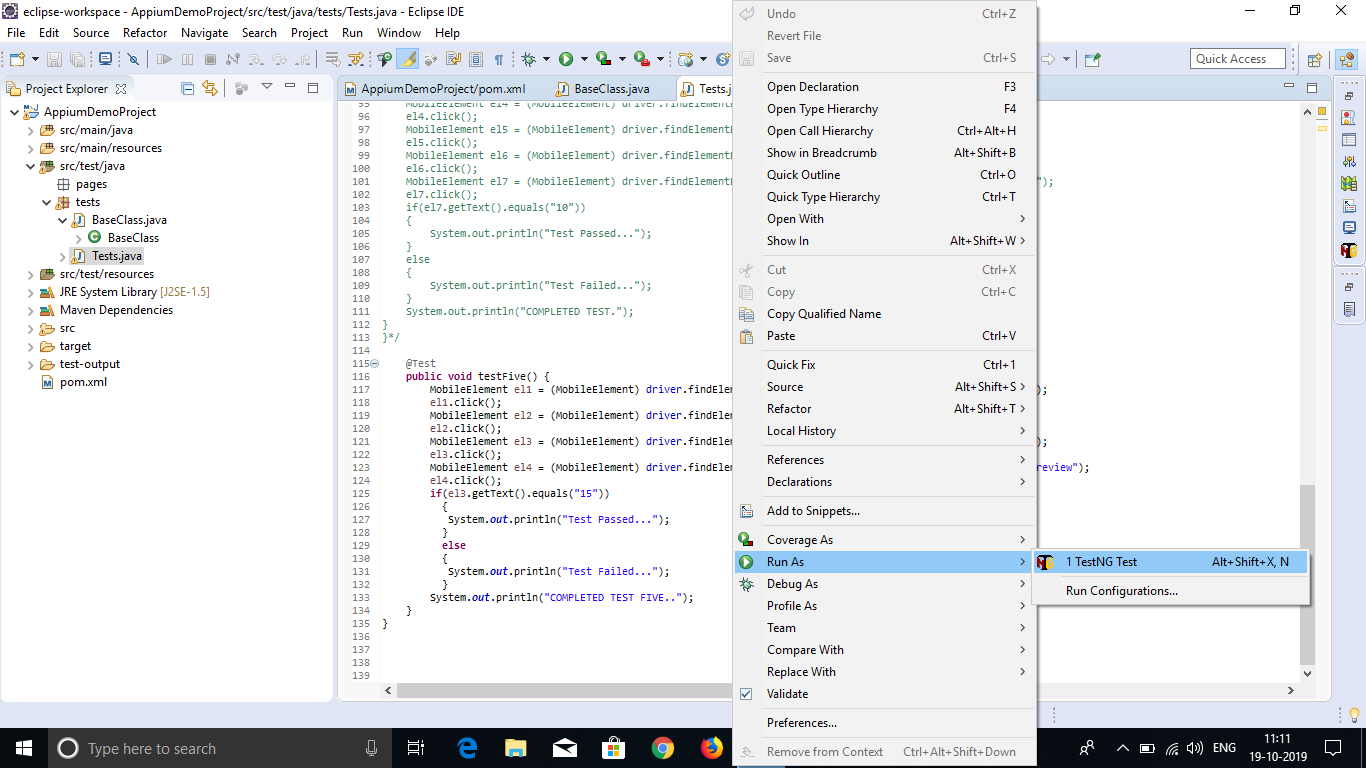 eclipse-workspace - AppiumDemoProject/src/test/java/tests/Tests.java - Eclipse IDE
File Edit Source Refactor Navigate Search Project Run Window Help
Quick Access
Project Explorer
AppiumDemoProject
src/main/java
src/main/resources
src/test/java
pages
tests
BaseClass.java
BaseClass
Tests.java
src/test/resources
JRE System Library [J2SE-1.5]
Maven Dependencies
src
target
test-output
pom.xml
AppiumDemoProject/pom.xml BaseClass.java Tests.j
95 MobileElement el4 = (MobileElement) driver.findElement
96 el4.click();
97 MobileElement el5 = (MobileElement) driver.findElement
98 el5.click();
99 MobileElement el6 = (MobileElement) driver.findElement
100 el6.click();
101 MobileElement el7 = (MobileElement) driver.findElement ");
102 el7.click();
103 if(el7.getText().equals("10"))
104 {
105 System.out.println("Test Passed...");
106 }
107 else
108 {
109 System.out.println("Test Failed...");
110 }
111 System.out.println("COMPLETED TEST.");
112 }
113 }*/
114
115 @Test
116 public void testFive() {
117 MobileElement el1 = (MobileElement) driver.findEle );
118 el1.click();
119 MobileElement el2 = (MobileElement) driver.findEle
120 el2.click();
121 MobileElement el3 = (MobileElement) driver.findEle );
122 el3.click();
123 MobileElement el4 = (MobileElement) driver.findEle review");
124 el4.click();
125 if(el3.getText().equals("15"))
126 {
127 System.out.println("Test Passed...");
128 }
129 else
130 {
131 System.out.println("Test Failed...");
132 }
133 System.out.println("COMPLETED TEST FIVE..");
134 }
135 }
136
137
138
139
Undo Ctrl+Z
Revert File
Save Ctrl+S
Open Declaration F3
Open Type Hierarchy F4
Open Call Hierarchy Ctrl+Alt+H
Show in Breadcrumb Alt+Shift+B
Quick Outline Ctrl+O
Quick Type Hierarchy Ctrl+T
Open With
Show In Alt+Shift+W
Cut Ctrl+X
Copy Ctrl+C
Copy Qualified Name
Paste Ctrl+V
Quick Fix Ctrl+1
Source Alt+Shift+S
Refactor Alt+Shift+T
Local History
References
Declarations
Add to Snippets...
Coverage As
Run As
Debug As
Profile As
Team
Compare With
Replace With
Validate
Preferences...
Remove from Context Ctrl+Alt+Shift+Down
1 TestNG Test Alt+Shift+X, N
Run Configurations...
Type here to search
ENG
11:11
19-10-2019